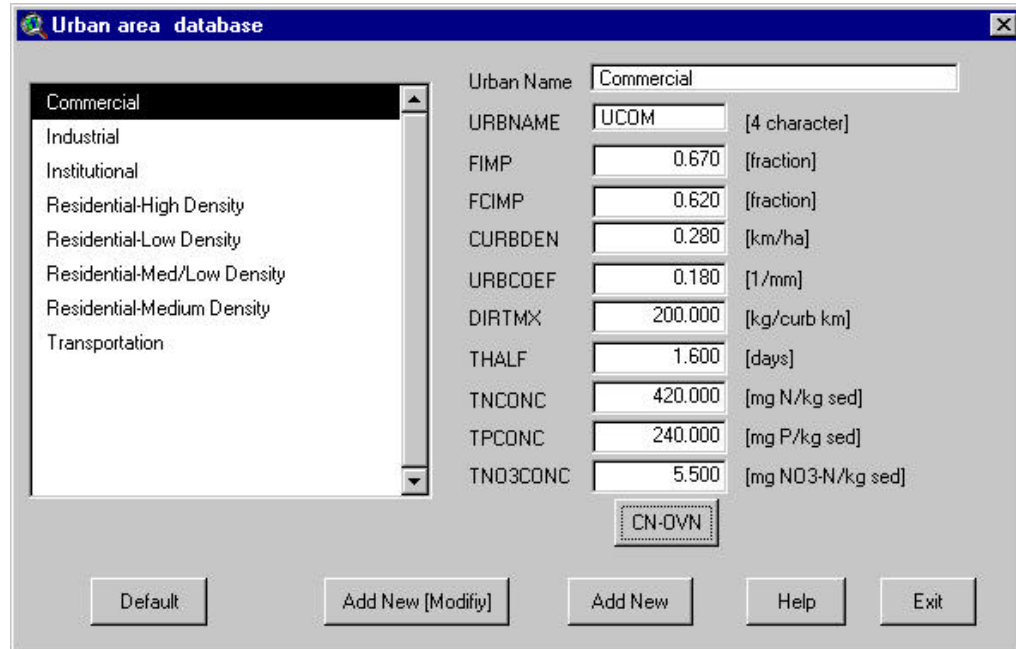 Urban area database
Commercial
Industrial
Institutional
Residential-High Density
Residential-Low Density
Residential-Med/Low Density
Residential-Medium Density
Transportation
Urban Name Commercial
URBNAME UCOM [4 character]
FIMP 0.670 [fraction]
FCIMP 0.620 [fraction]
CURBDEN 0.280 [km/ha]
URBCOEF 0.180 [1/mm]
DIRTMX 200.000 [kg/curb km]
THALF 1.600 [days]
TNCONC 420.000 [mg N/kg sed]
TPCONC 240.000 [mg P/kg sed]
TNO3CONC 5.500 [mg NO3-N/kg sed]
CN-OVN
Default Add New [Modifiy] Add New Help Exit